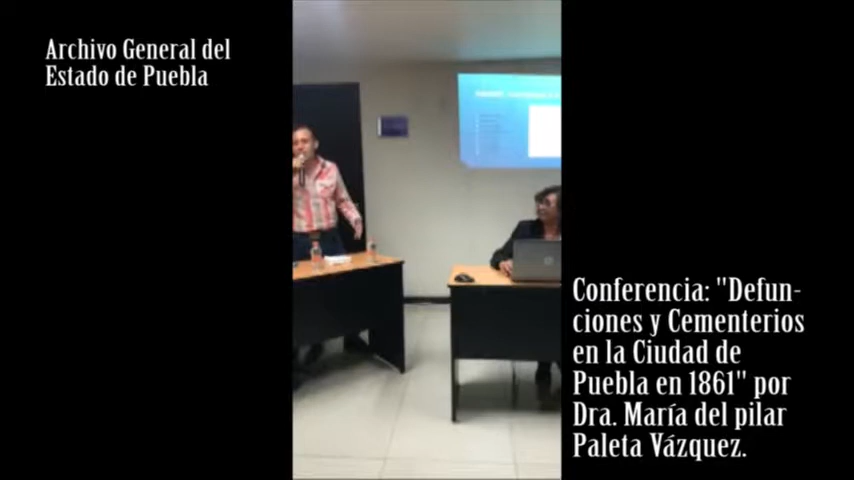 Archivo General del
Estado de Puebla
Conferencia: "Defun-
ciones y Cementerios
en la Ciudad de
Puebla en 1861" por
Dra. María del pilar
Paleta Vázquez.